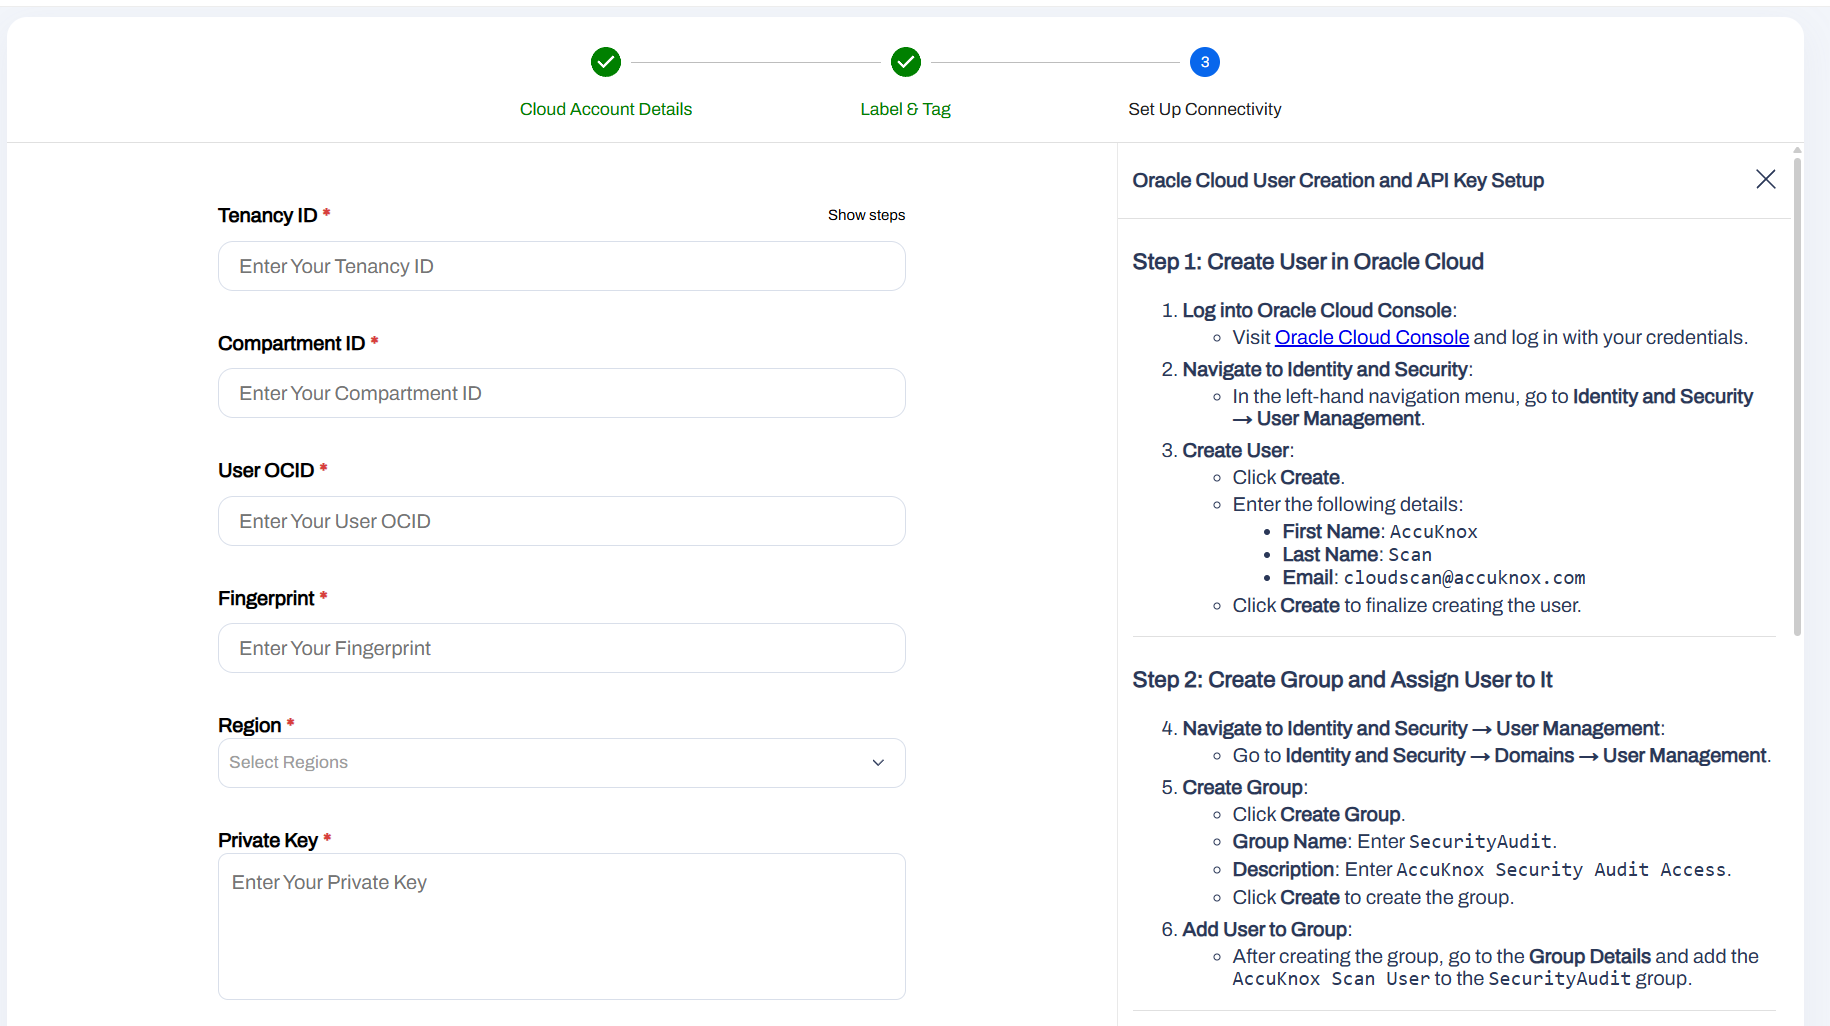 3
Cloud Account Details
Label & Tag
Set Up Connectivity
Tenancy ID *
Show steps
Enter Your Tenancy ID
Compartment ID *
Enter Your Compartment ID
User OCID *
Enter Your User OCID
Fingerprint *
Enter Your Fingerprint
Region *
Select Regions
Private Key *
Enter Your Private Key
Oracle Cloud User Creation and API Key Setup
Step 1: Create User in Oracle Cloud
1. Log into Oracle Cloud Console:
Visit Oracle Cloud Console and log in with your credentials.
2. Navigate to Identity and Security:
In the left-hand navigation menu, go to Identity and Security
→ User Management.
3. Create User:
Click Create.
Enter the following details:
First Name: AccuKnox
Last Name: Scan
Email: cloudscan@accuknox.com
Click Create to finalize creating the user.
Step 2: Create Group and Assign User to It
4. Navigate to Identity and Security → User Management:
Go to Identity and Security → Domains → User Management.
5. Create Group:
Click Create Group.
Group Name: Enter SecurityAudit.
Description: Enter AccuKnox Security Audit Access.
Click Create to create the group.
6. Add User to Group:
After creating the group, go to the Group Details and add the
AccuKnox Scan User to the SecurityAudit group.